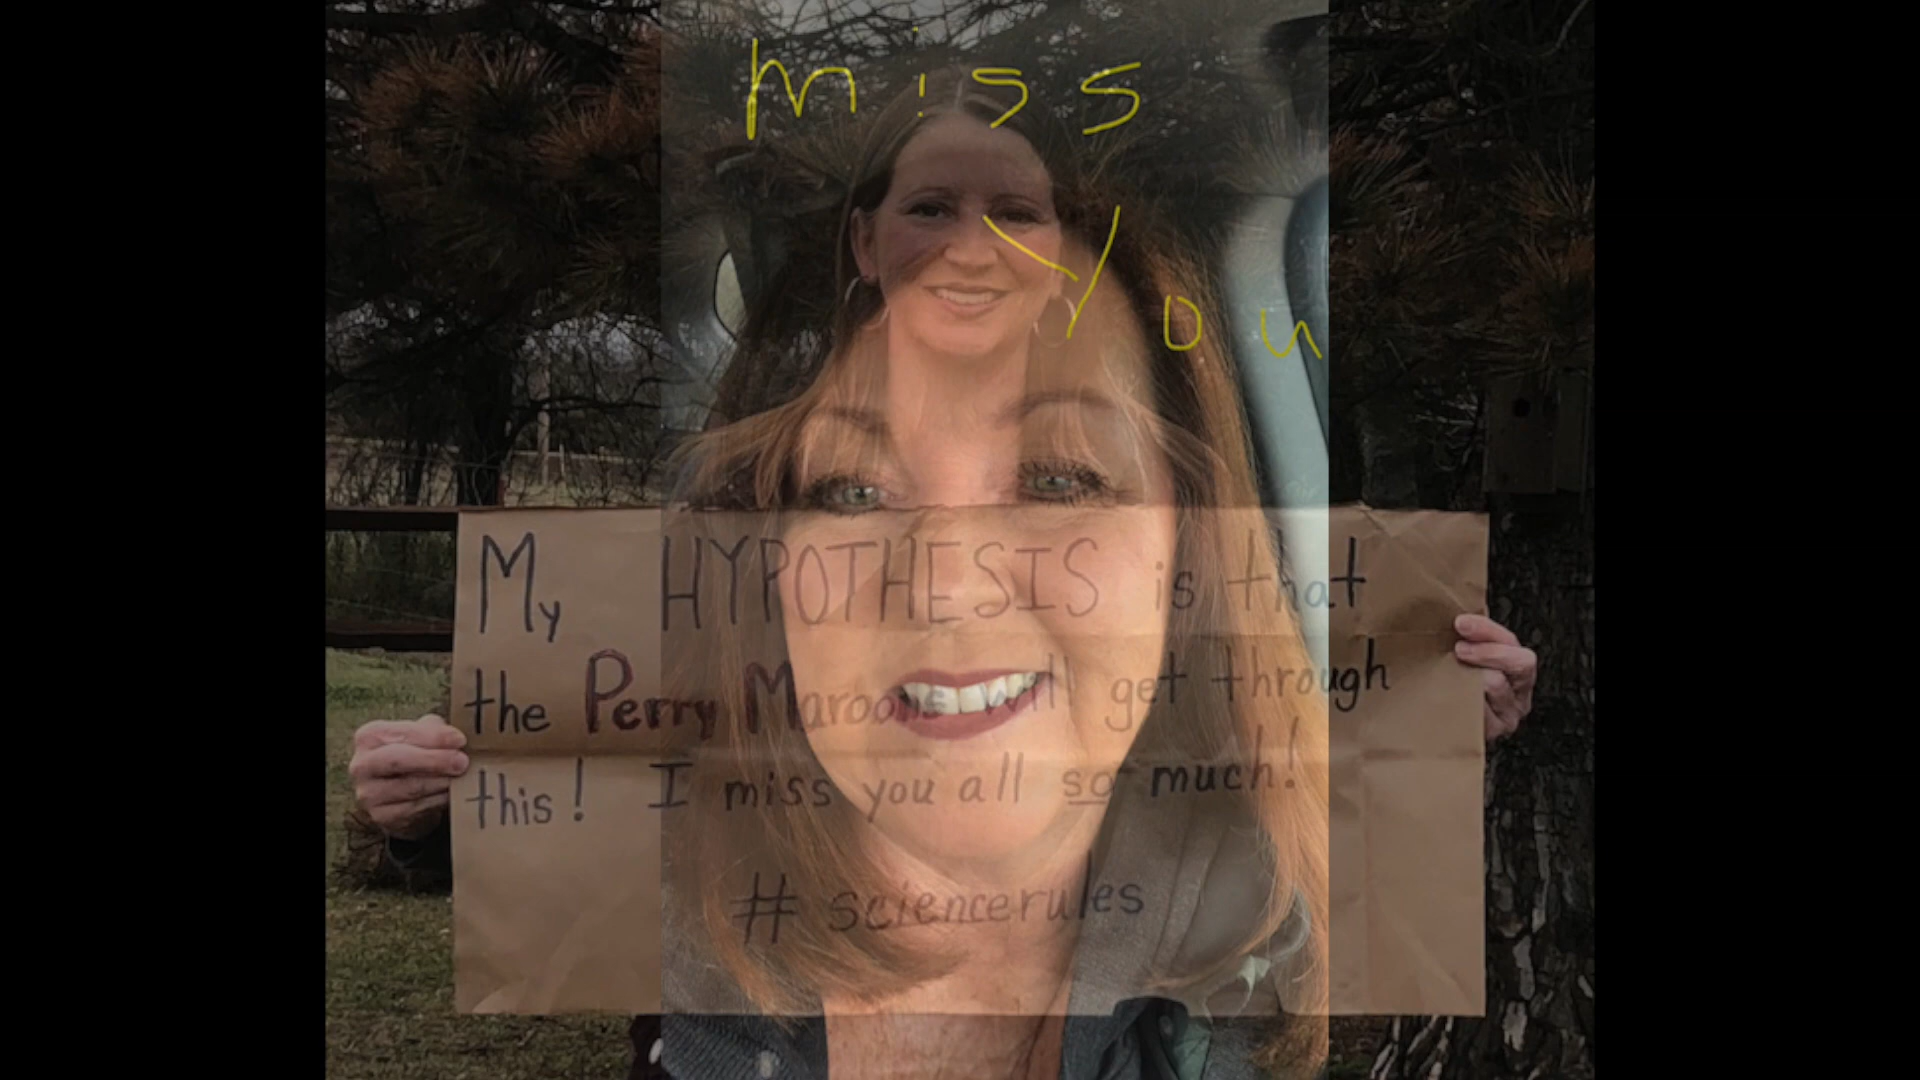 miss
You
My HYPOTHESIS is that
the Perry Maroons will get through
this! I miss you all so much!
# sciencerules